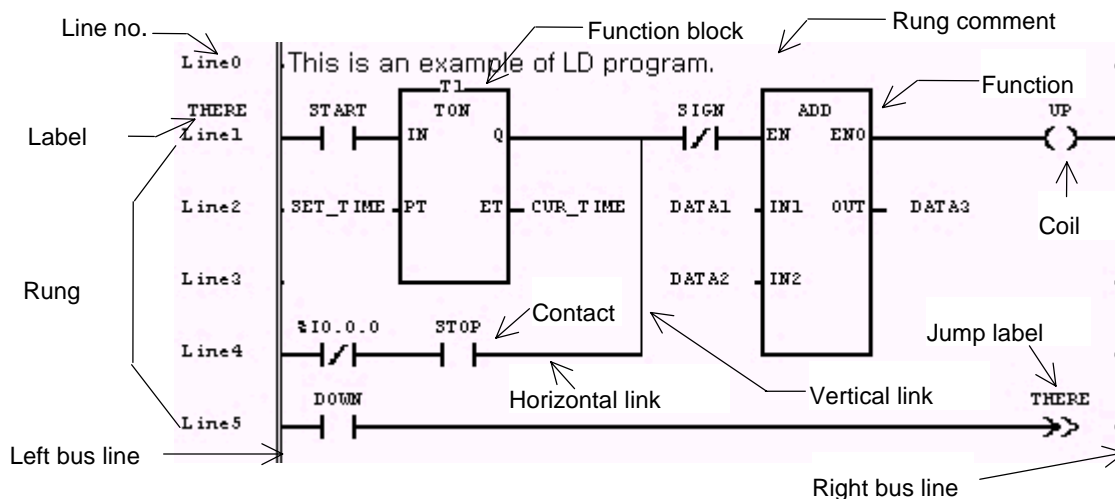 Line no.
Function block
Rung comment
Line0
This is an example of LD program.
Function
T1
THERE
START
TON
SIGN
ADD
UP
Label
Line1
IN
Q
EN
ENO
Line2
SET_TIME
PT
ET
CUR_TIME
DATA1
IN1
OUT
DATA3
Coil
Rung
Line3
DATA2
IN2
Contact
%I0.0.0
STOP
Jump label
Line4
Horizontal link
Vertical link
DOWN
THERE
Line5
Left bus line
Right bus line